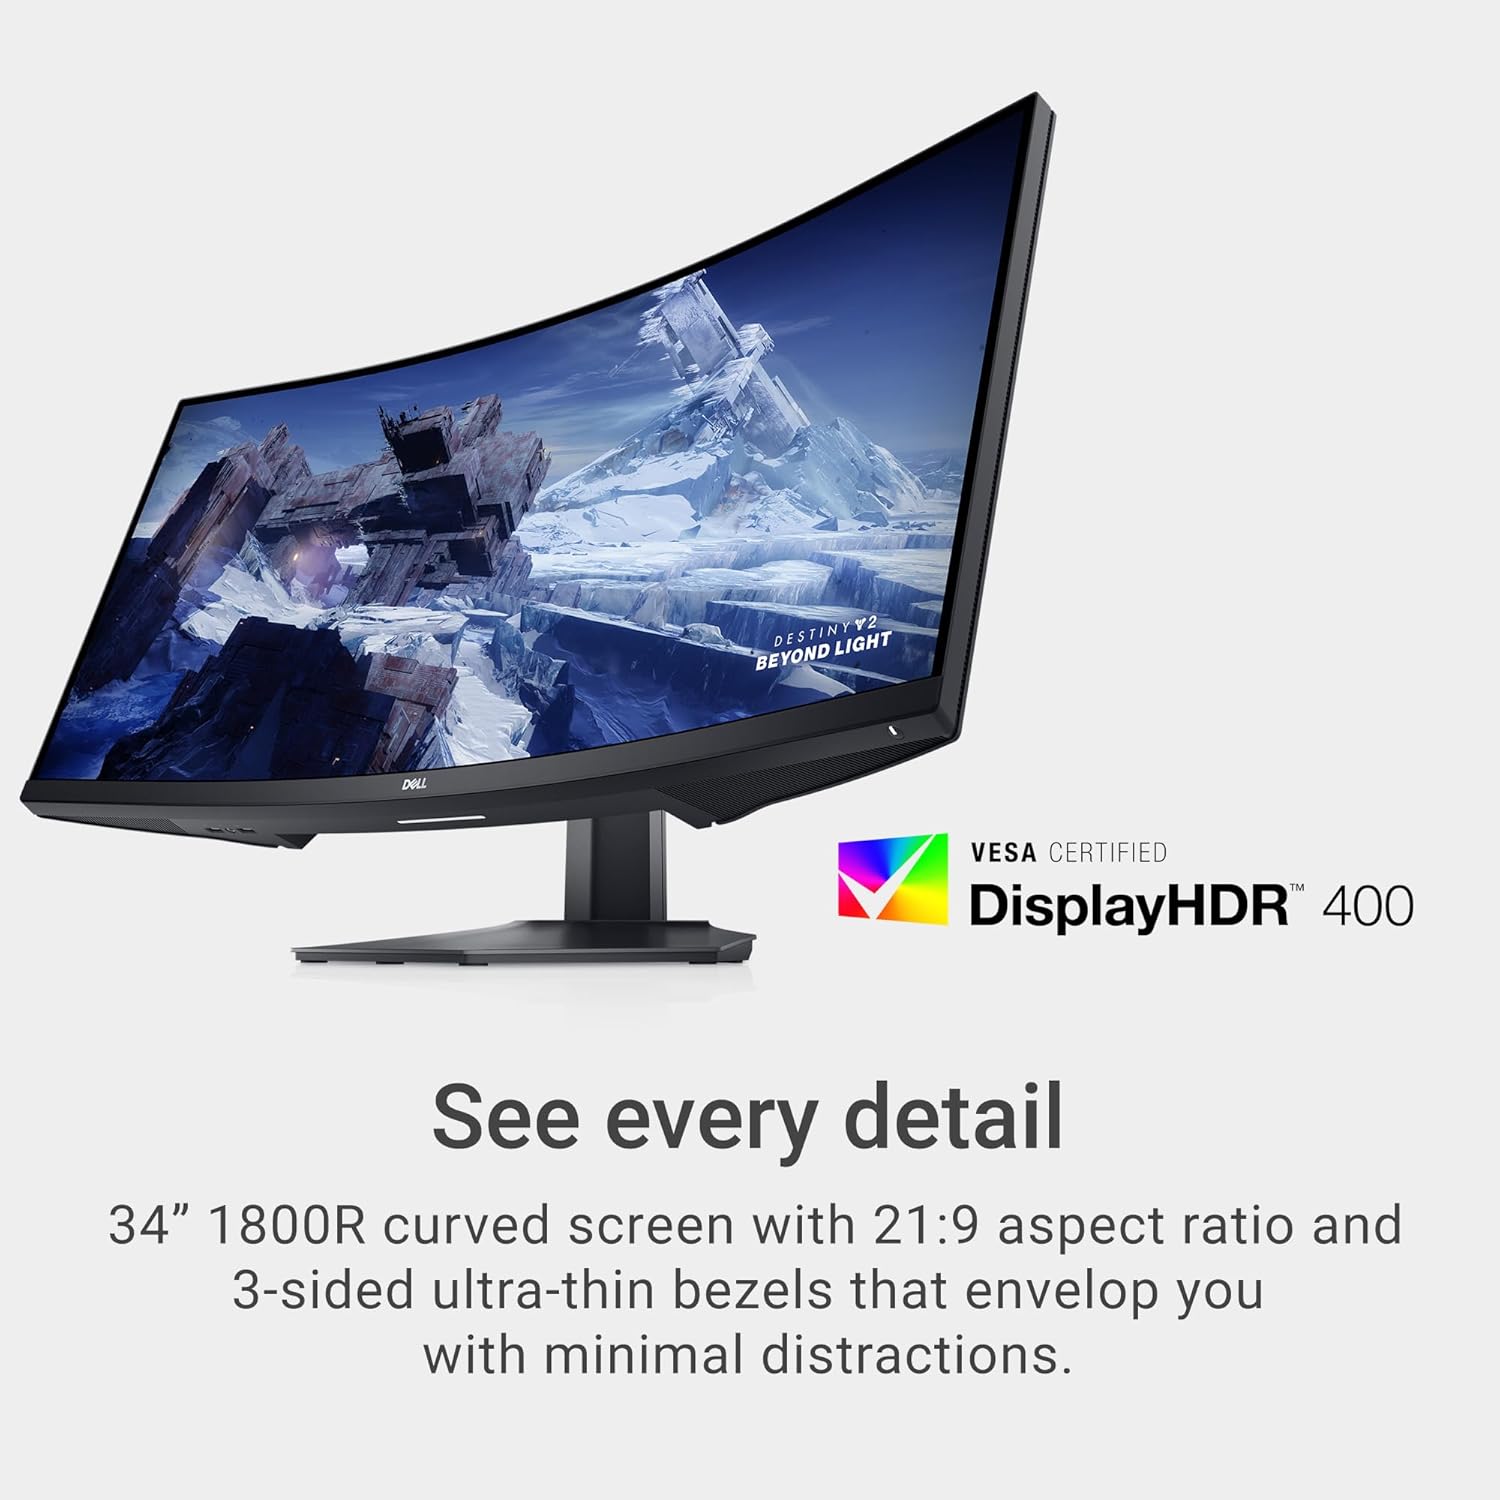 DESTINY 2
BEYOND LIGHT
DELL
VESA CERTIFIED
DisplayHDR™ 400
See every detail
34” 1800R curved screen with 21:9 aspect ratio and
3-sided ultra-thin bezels that envelop you
with minimal distractions.